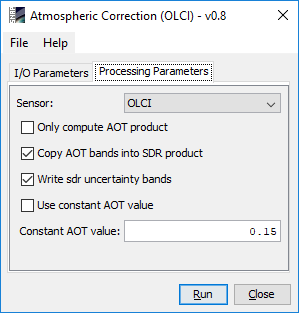 Atmospheric Correction (OLCI) - v0.8
File Help
I/O Parameters Processing Parameters
Sensor: OLCI
Only compute AOT product
Copy AOT bands into SDR product
Write sdr uncertainty bands
Use constant AOT value
Constant AOT value: 0.15
Run Close